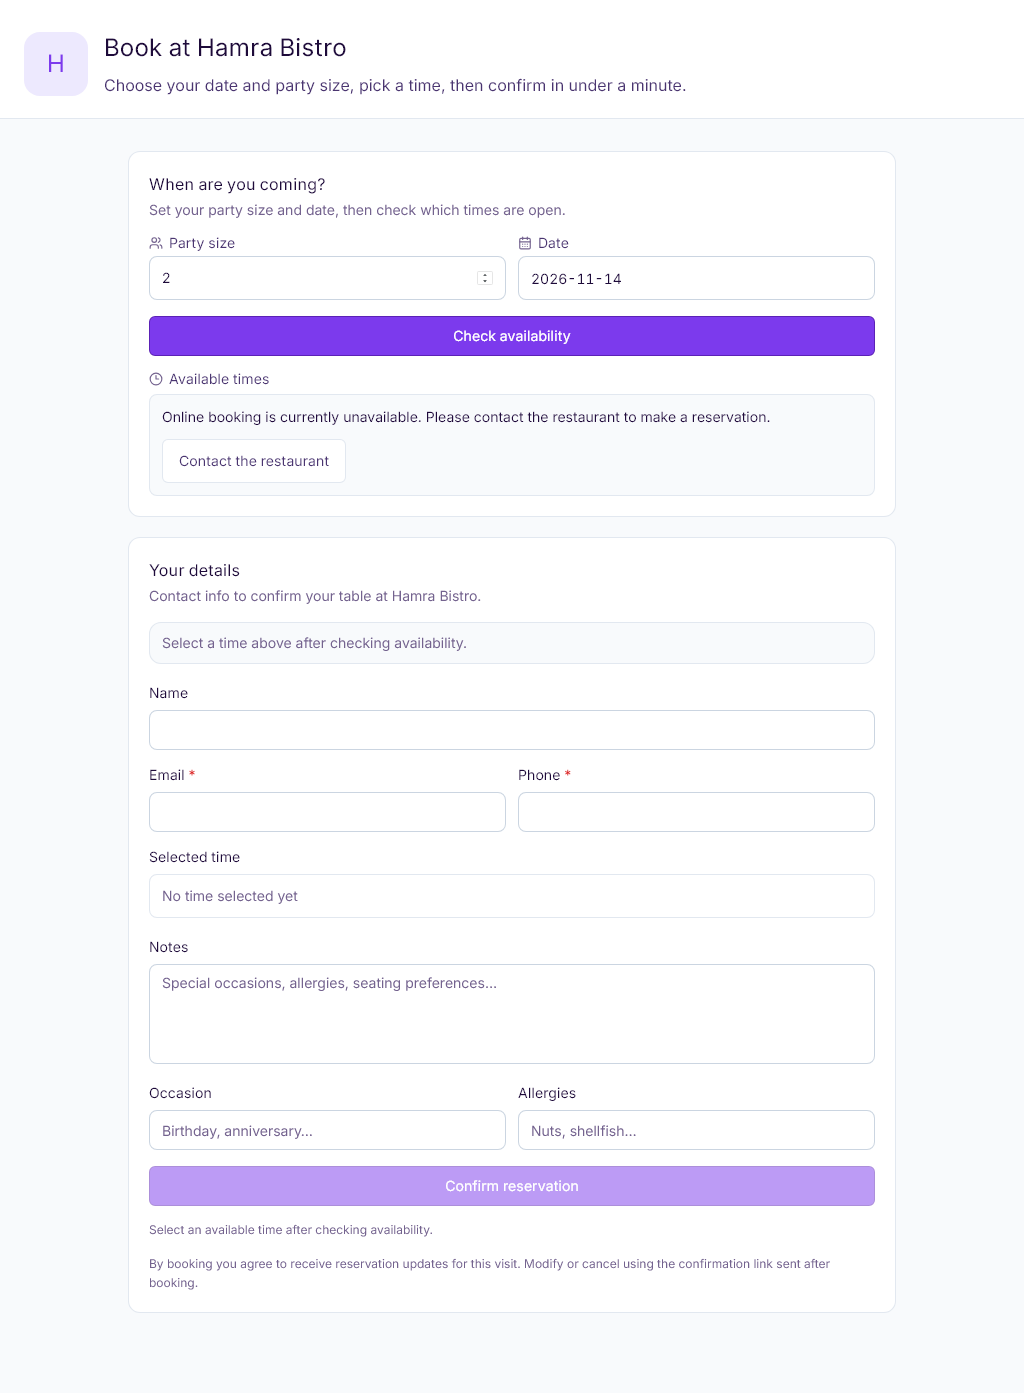 H
Book at Hamra Bistro
Choose your date and party size, pick a time, then confirm in under a minute.
When are you coming?
Set your party size and date, then check which times are open.
Party size
Date
2
2026-11-14
Check availability
Available times
Online booking is currently unavailable. Please contact the restaurant to make a reservation.
Contact the restaurant
Your details
Contact info to confirm your table at Hamra Bistro.
Select a time above after checking availability.
Name
Email *
Phone *
Selected time
No time selected yet
Notes
Special occasions, allergies, seating preferences...
Occasion
Allergies
Birthday, anniversary...
Nuts, shellfish...
Confirm reservation
Select an available time after checking availability.
By booking you agree to receive reservation updates for this visit. Modify or cancel using the confirmation link sent after
booking.